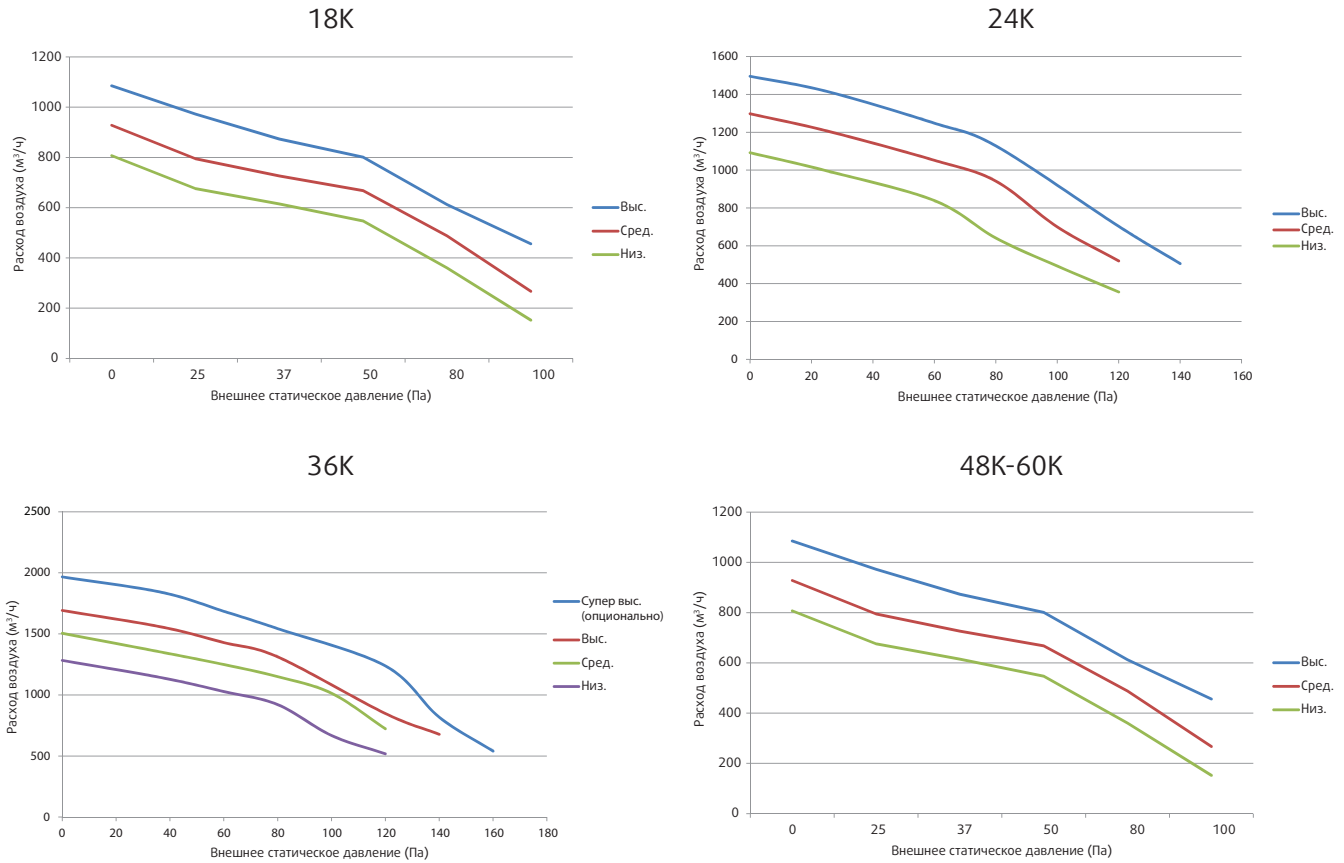 18K
1200
1000
800
600
400
200
0
Расход воздуха (м³/ч)
0 25 37 50 80 100
Внешнее статическое давление (Па)
Выс.
Сред.
Низ.
24K
1600
1400
1200
1000
800
600
400
200
0
Расход воздуха (м³/ч)
0 20 40 60 80 100 120 140 160
Внешнее статическое давление (Па)
Выс.
Сред.
Низ.
36K
2500
2000
1500
1000
500
0
Расход воздуха (м³/ч)
0 20 40 60 80 100 120 140 160 180
Внешнее статическое давление (Па)
Супер выс.
(опционально)
Выс.
Сред.
Низ.
48K-60K
1200
1000
800
600
400
200
0
Расход воздуха (м³/ч)
0 25 37 50 80 100
Внешнее статическое давление (Па)
Выс.
Сред.
Низ.